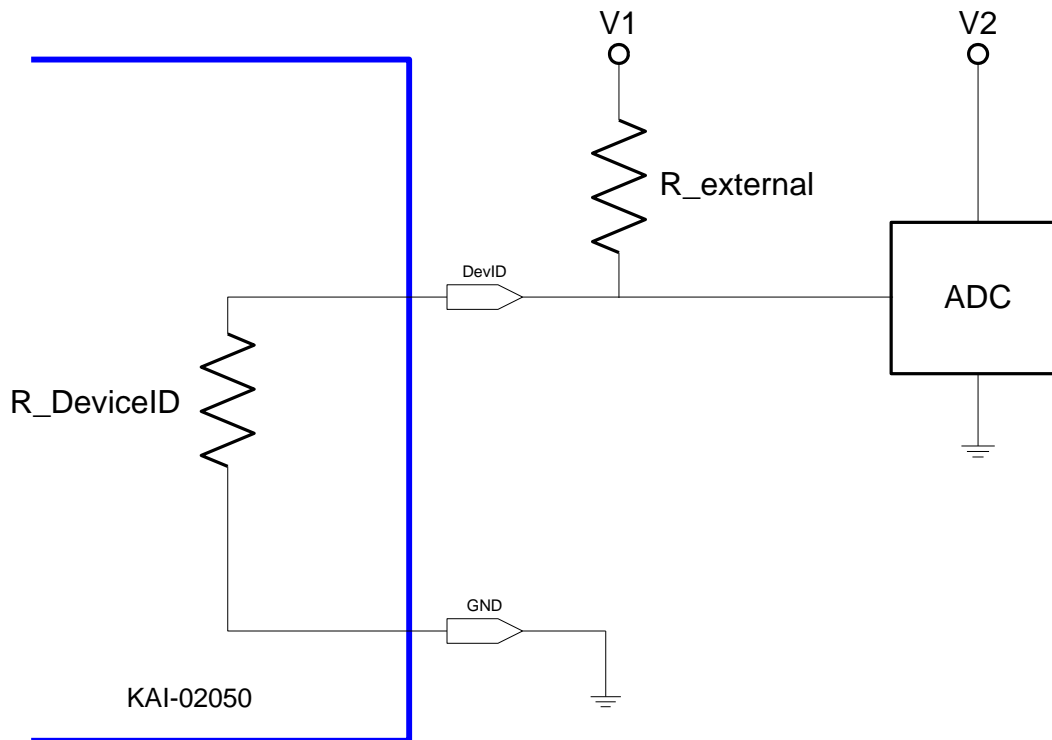 V1
V2
R_external
DevID
ADC
R_DeviceID
GND
KAI-02050